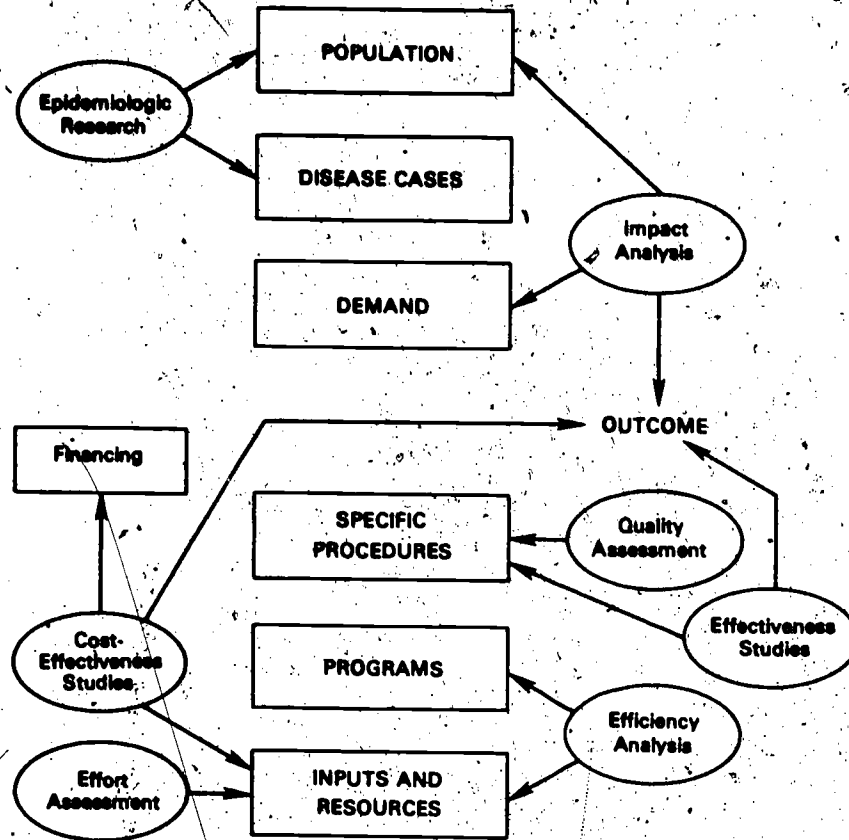 POPULATION
Epidemiologic
Research
DISEASE CASES
Impact
Analysis
DEMAND
OUTCOME
Financing
SPECIFIC
PROCEDURES
Quality
Assessment
Cost-
Effectiveness
Studies
Effectiveness
Studies
PROGRAMS
Efficiency
Analysis
Effort
Assessment
INPUTS AND
RESOURCES